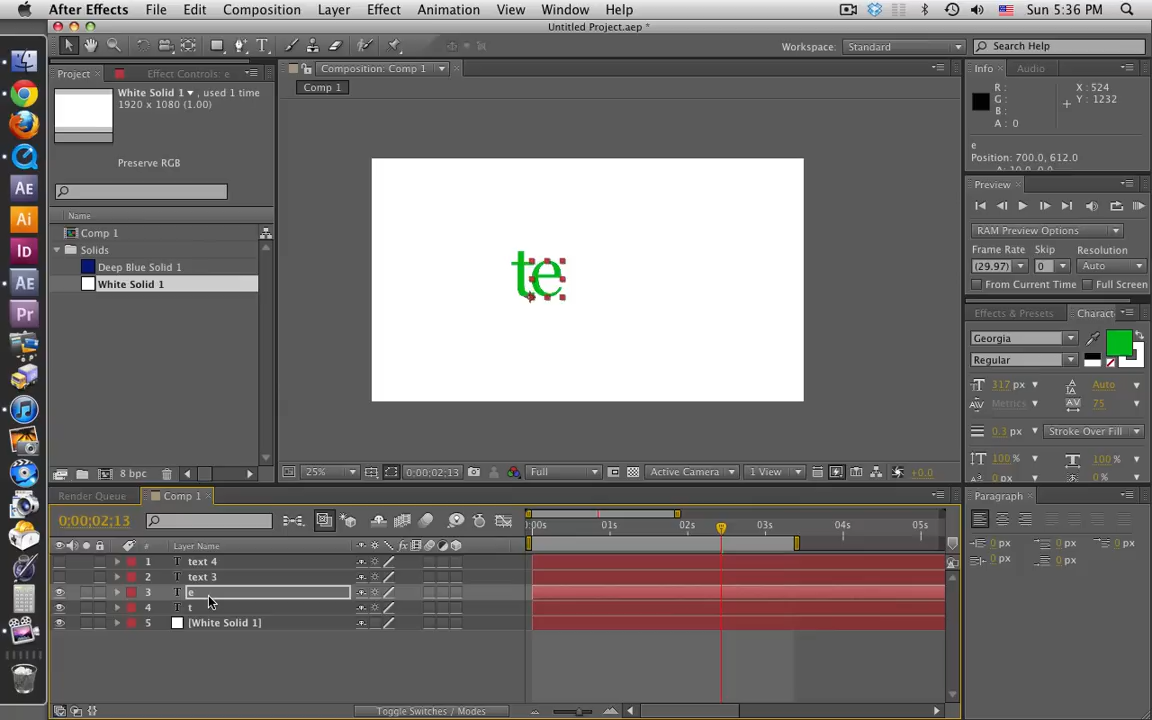 After Effects File Edit Composition Layer Effect Animation View Window Help Sun 5:36 PM
Untitled Project.aep *
Workspace: Standard Search Help
Project Effect Controls: e
Composition: Comp 1
Info Audio
Comp 1
White Solid 1 , used 1 time
1920 x 1080 (1.00)
Preserve RGB
R :
G :
B :
A : 0
X : 524
Y : 1232
e
Position: 700.0, 612.0
Preview
RAM Preview Options
Frame Rate Skip Resolution
(29.97) 0 Auto
From Current Time Full Screen
Name
Comp 1
Solids
Deep Blue Solid 1
White Solid 1
te
Ae
Ai
Id
Ae
Pr
Effects & Presets Charact
Georgia
Regular
317 px Auto
Metrics 75
0.3 px Stroke Over Fill
100 % 100 %
0 px 0 %
8 bpc
25% 0;00;02;13 Full Active Camera 1 View +0.0
Render Queue Comp 1
Paragraph
0;00;02;13
:00s 01s 02s 03s 04s 05s
# Layer Name
1 T text 4
2 T text 3
3 T e
4 T t
5 [White Solid 1]
0 px 0 px 0 px
0 px 0 px
Toggle Switches / Modes